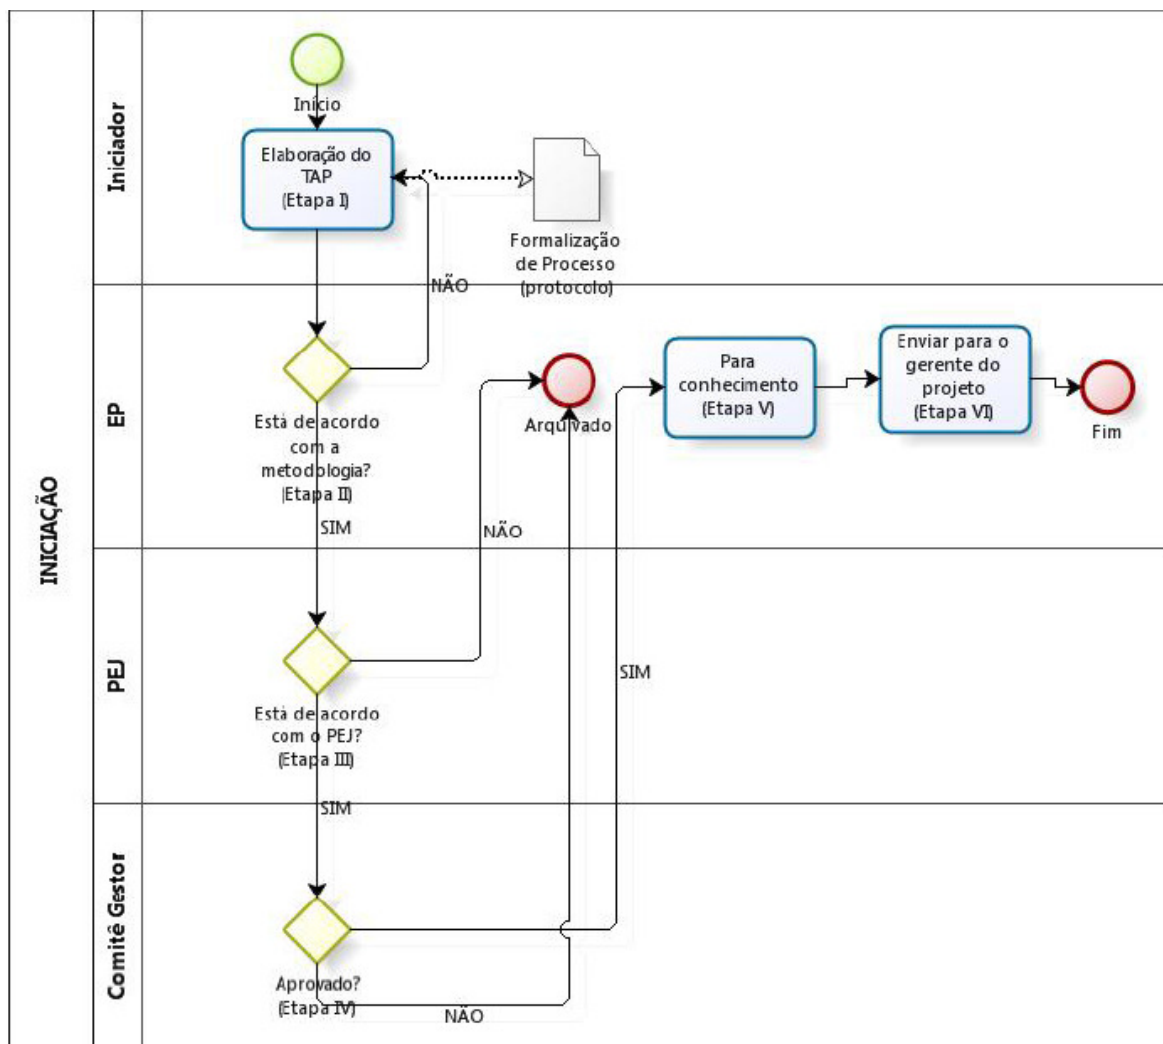 INICIAÇÃO
Iniciador
Início
Elaboração do
TAP
(Etapa I)
Formalização
de Processo
(protocolo)
NÃO
EP
Está de acordo
com a
metodologia?
(Etapa II)
SIM
NÃO
Arquivado
Para
conhecimento
(Etapa V)
Enviar para o
gerente do
projeto
(Etapa VI)
Fim
PEJ
Está de acordo
com o PEJ?
(Etapa III)
SIM
SIM
Comitê Gestor
Aprovado?
(Etapa IV)
NÃO